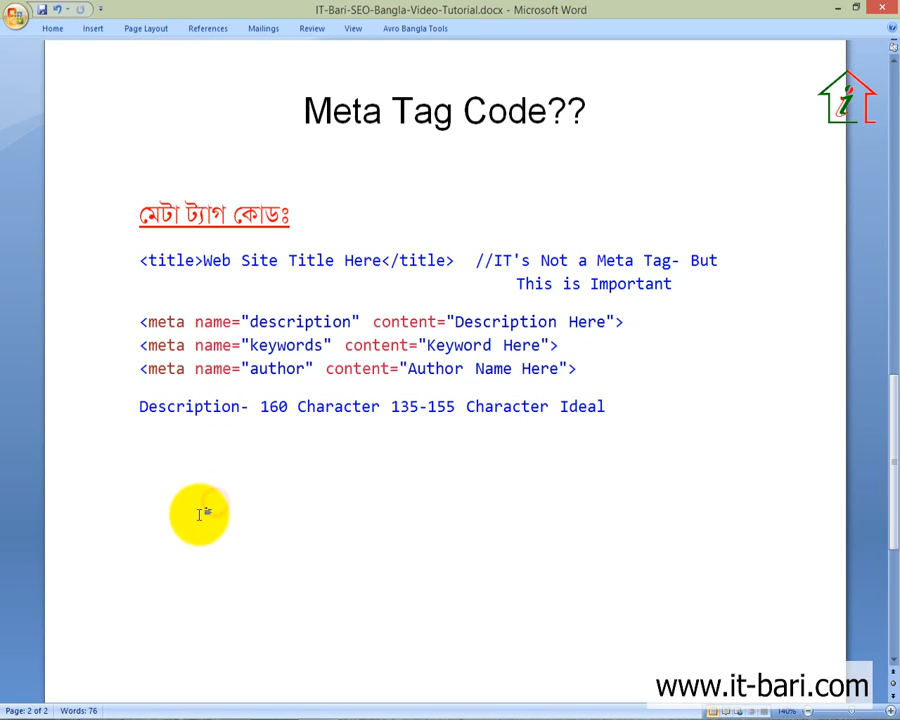 IT-Bari-SEO-Bangla-Video-Tutorial.docx - Microsoft Word
Home Insert Page Layout References Mailings Review View Avro Bangla Tools
Meta Tag Code??
মেটা ট্যাগ কোডঃ
<title>Web Site Title Here</title> //IT's Not a Meta Tag- But
This is Important
<meta name="description" content="Description Here">
<meta name="keywords" content="Keyword Here">
<meta name="author" content="Author Name Here">
Description- 160 Character 135-155 Character Ideal
www.it-bari.com
Page: 2 of 2 Words: 76 140%